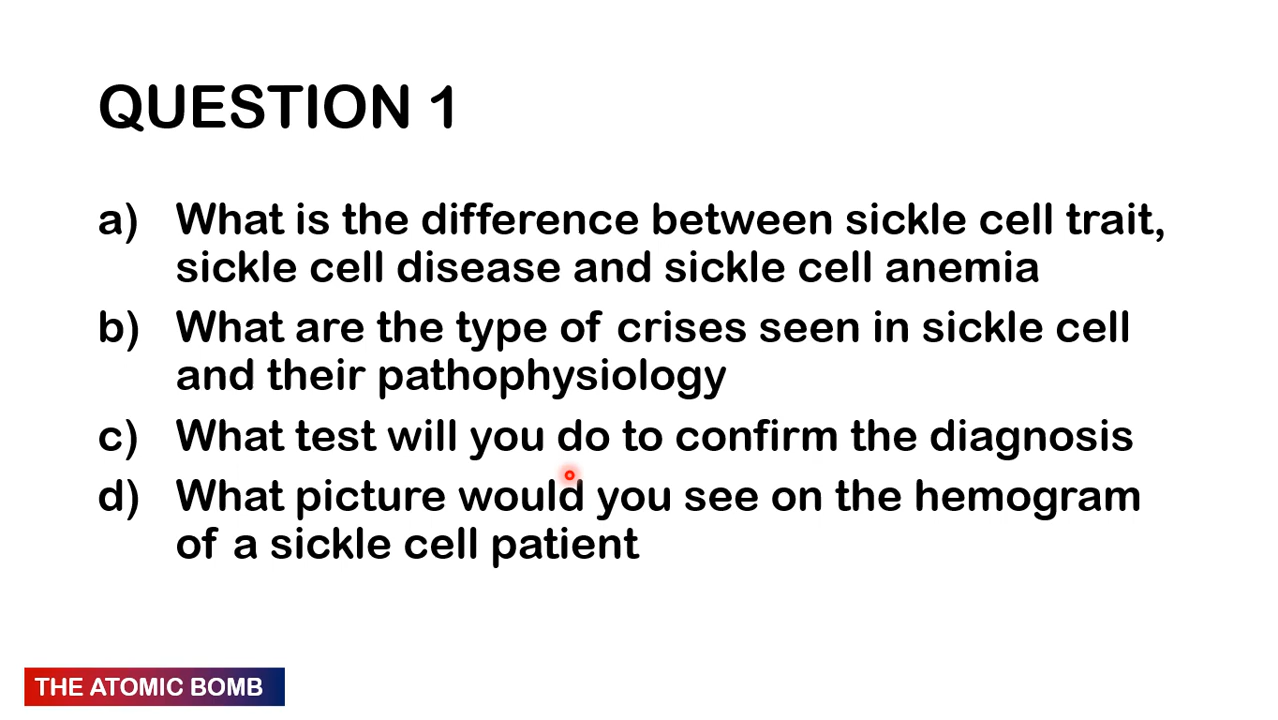 QUESTION 1
a) What is the difference between sickle cell trait,
sickle cell disease and sickle cell anemia
b) What are the type of crises seen in sickle cell
and their pathophysiology
c) What test will you do to confirm the diagnosis
d) What picture would you see on the hemogram
of a sickle cell patient
THE ATOMIC BOMB